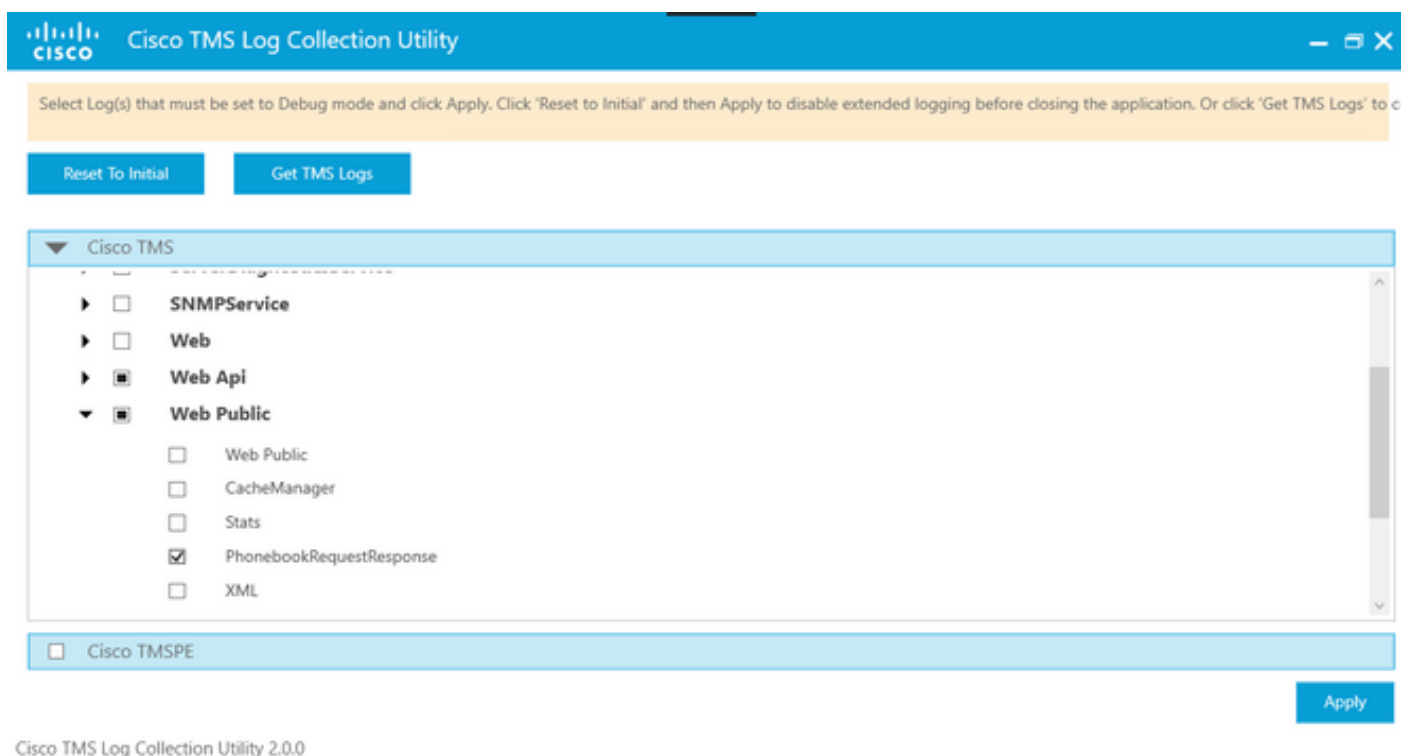 CISCO
Cisco TMS Log Collection Utility
Select Log(s) that must be set to Debug mode and click Apply. Click 'Reset to Initial' and then Apply to disable extended logging before closing the application. Or click 'Get TMS Logs' to c
Reset To Initial
Get TMS Logs
Cisco TMS
SNMPService
Web
Web Api
Web Public
Web Public
CacheManager
Stats
PhonebookRequestResponse
XML
Cisco TMSPE
Apply
Cisco TMS Log Collection Utility 2.0.0